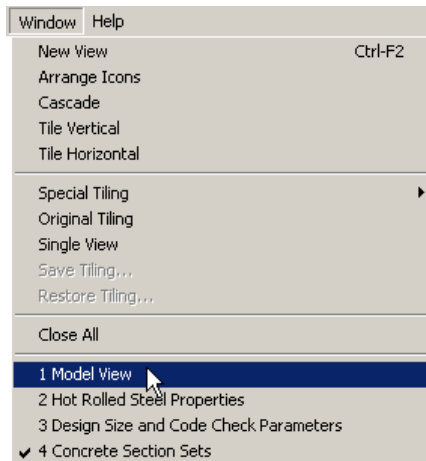 Window Help
New View Ctrl-F2
Arrange Icons
Cascade
Tile Vertical
Tile Horizontal
Special Tiling
Original Tiling
Single View
Save Tiling...
Restore Tiling...
Close All
1 Model View
2 Hot Rolled Steel Properties
3 Design Size and Code Check Parameters
4 Concrete Section Sets